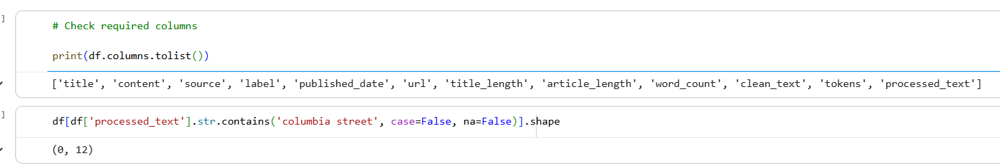 ]
# Check required columns
print(df.columns.tolist())
['title', 'content', 'source', 'label', 'published_date', 'url', 'title_length', 'article_length', 'word_count', 'clean_text', 'tokens', 'processed_text']
]
df[df['processed_text'].str.contains('columbia street', case=False, na=False)].shape
(0, 12)